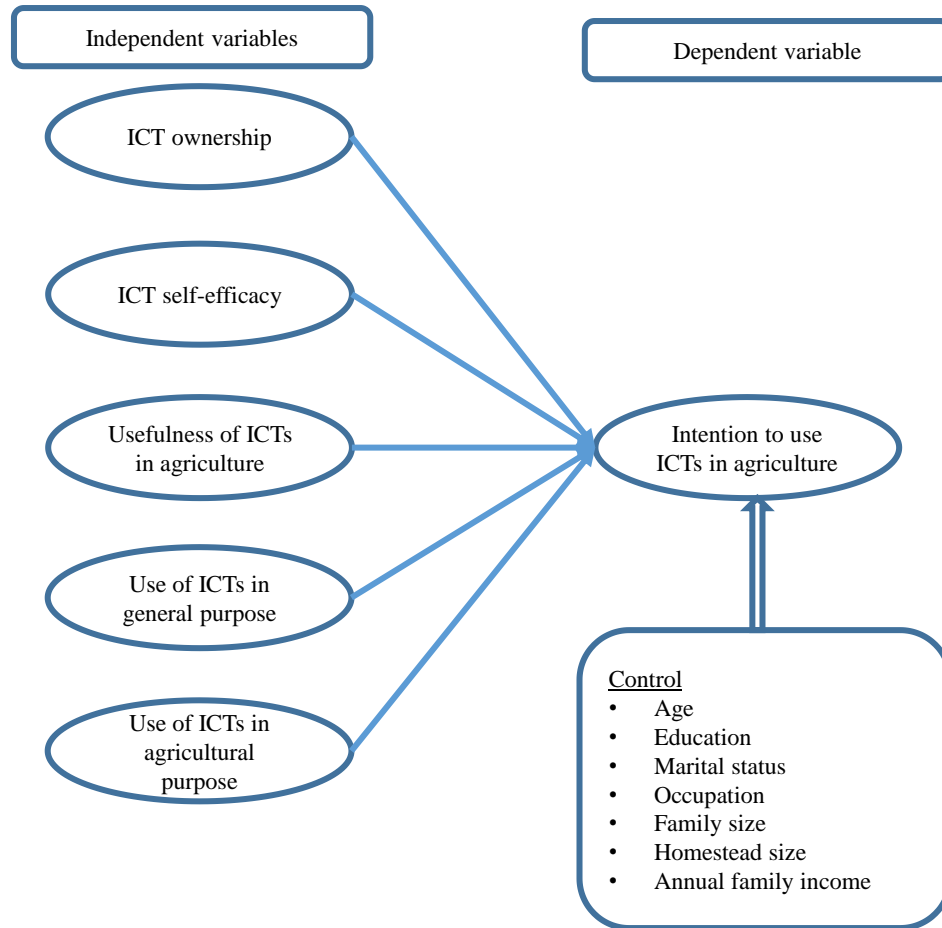 Independent variables
Dependent variable
ICT ownership
ICT self-efficacy
Usefulness of ICTs
in agriculture
Intention to use
ICTs in agriculture
Use of ICTs in
general purpose
Use of ICTs in
agricultural
purpose
Control
• Age
• Education
• Marital status
• Occupation
• Family size
• Homestead size
• Annual family income